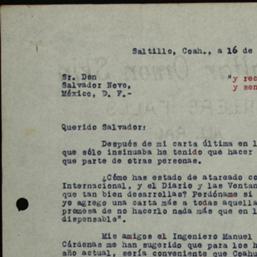 Saltillo, Coah., a 16 de
Sr. Don
Salvador Novo,
México, D. F.-
"y rec
y sen
Querido Salvador:
Después de mi carta última en l
que sólo insinuaba he tenido que hacer
que parte de otras personas.
¿Cómo has estado de atareado co
Internacional, y el Diario y las Ventan
que tan bien desarrollas? Perdóname si
yo agrego una carta más a todas aquella
promesa de no hacerlo nada más que en l
dispensable".
Mis amigos el Ingeniero Manuel
Cárdenas me han sugerido que para los h
año actual, sería conveniente que Coahu